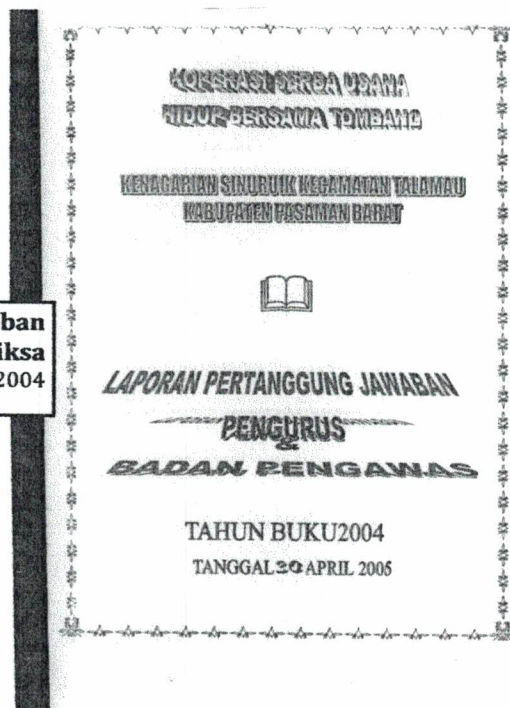 KOPERASI SERBA USAHA
HIDUP BERSAMA TOMBANG
KENAGARIAN SINURUIK KECAMATAN TALAMAU
KABUPATEN PASAMAN BARAT
ban
iksa
2004
LAPORAN PERTANGGUNG JAWABAN
PENGURUS
&
BADAN PENGAWAS
TAHUN BUKU2004
TANGGAL 30 APRIL 2005